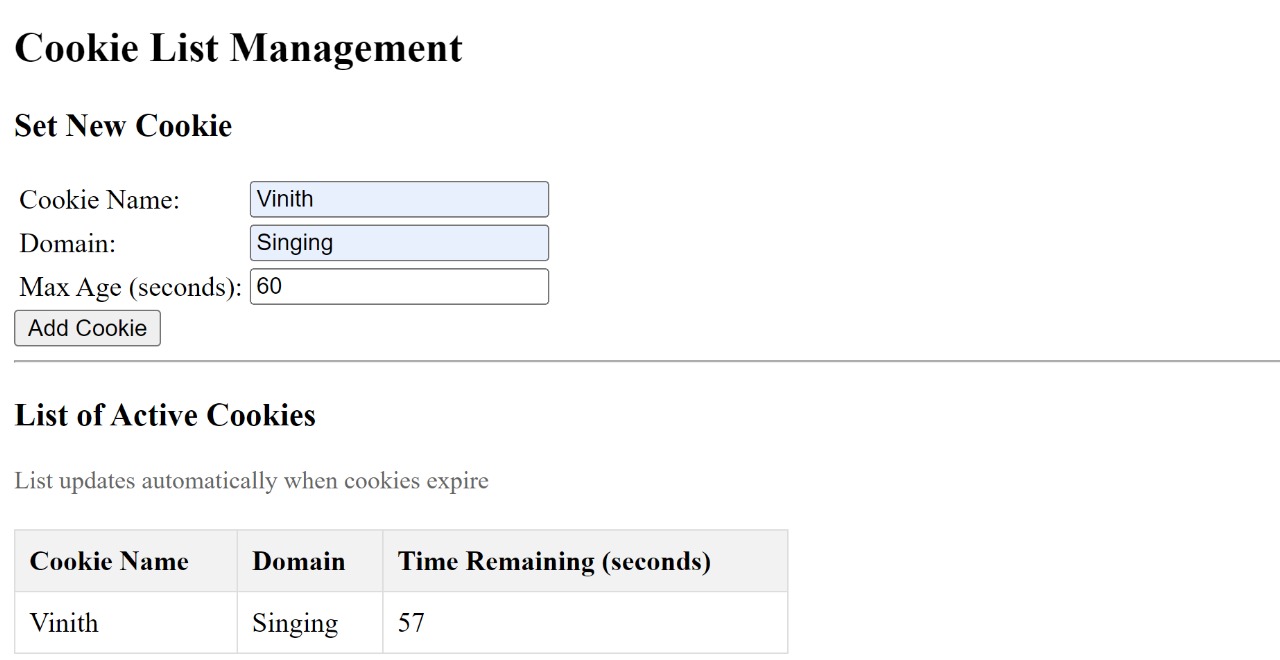 Cookie List Management
Set New Cookie
Cookie Name: Vinith
Domain: Singing
Max Age (seconds): 60
Add Cookie
List of Active Cookies
List updates automatically when cookies expire
Cookie Name Domain Time Remaining (seconds)
Vinith Singing 57